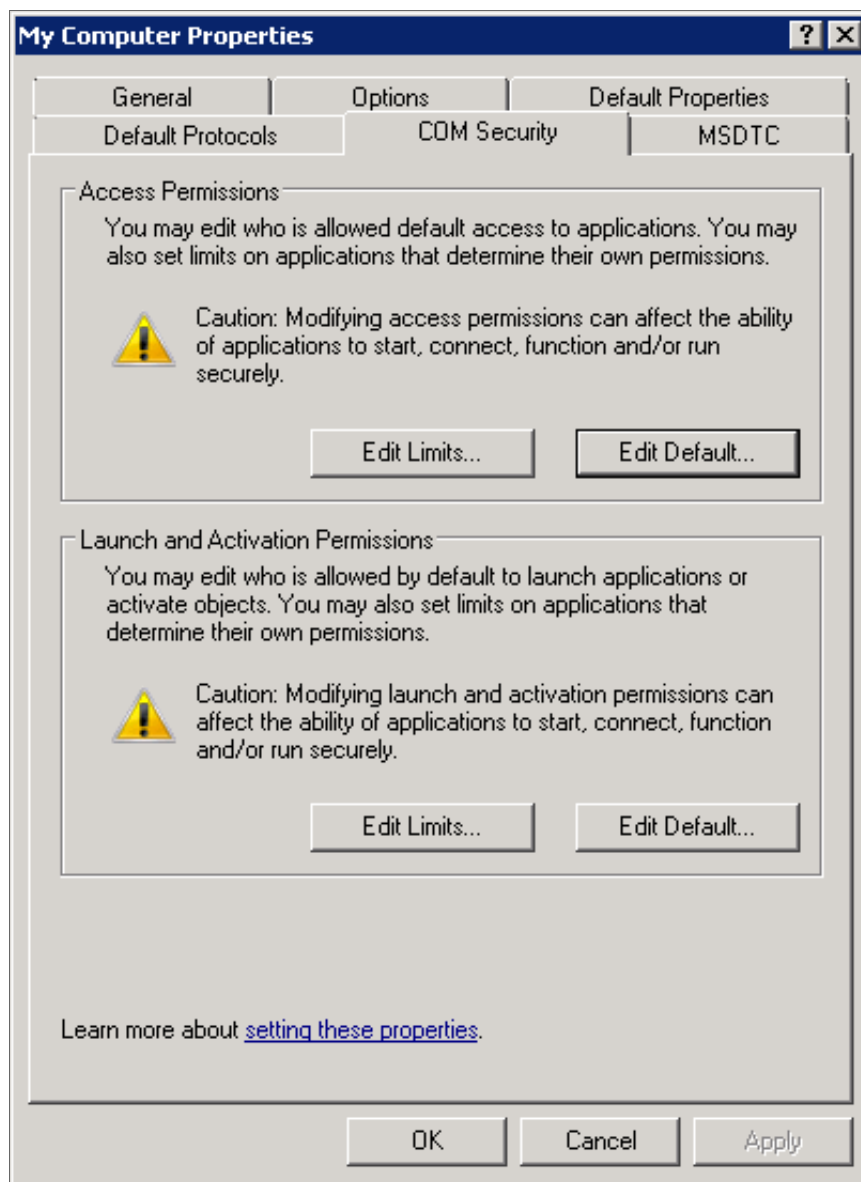 My Computer Properties
General Options Default Properties
Default Protocols COM Security MSDTC
Access Permissions
You may edit who is allowed default access to applications. You may
also set limits on applications that determine their own permissions.
Caution: Modifying access permissions can affect the ability
of applications to start, connect, function and/or run
securely.
Edit Limits... Edit Default...
Launch and Activation Permissions
You may edit who is allowed by default to launch applications or
activate objects. You may also set limits on applications that
determine their own permissions.
Caution: Modifying launch and activation permissions can
affect the ability of applications to start, connect, function
and/or run securely.
Edit Limits... Edit Default...
Learn more about setting these properties.
OK Cancel Apply